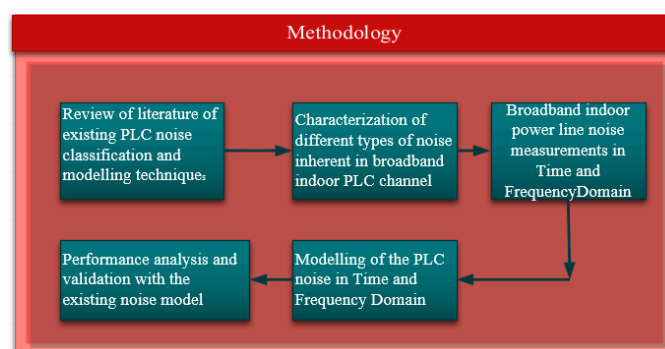 Methodology
Review of literature of
existing PLC noise
classification and
modelling techniques
Characterization of
different types of noise
inherent in broadband
indoor PLC channel
Broadband indoor
power line noise
measurements in
Time and
FrequencyDomain
Performance analysis and
validation with the
existing noise model
Modelling of the PLC
noise in Time and
Frequency Domain